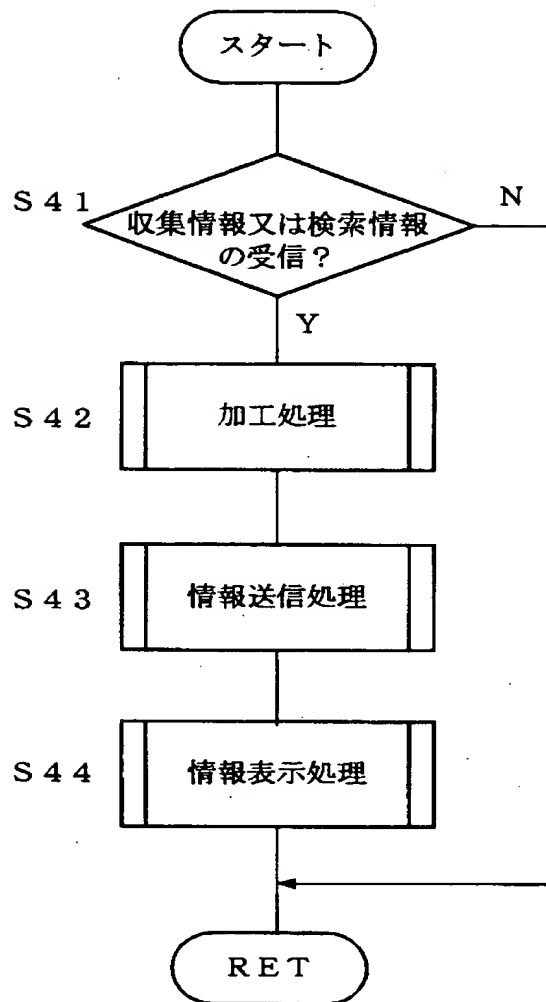 スタート
S41
収集情報又は検索情報
の受信?
N
Y
S42
加工処理
S43
情報送信処理
S44
情報表示処理
RET